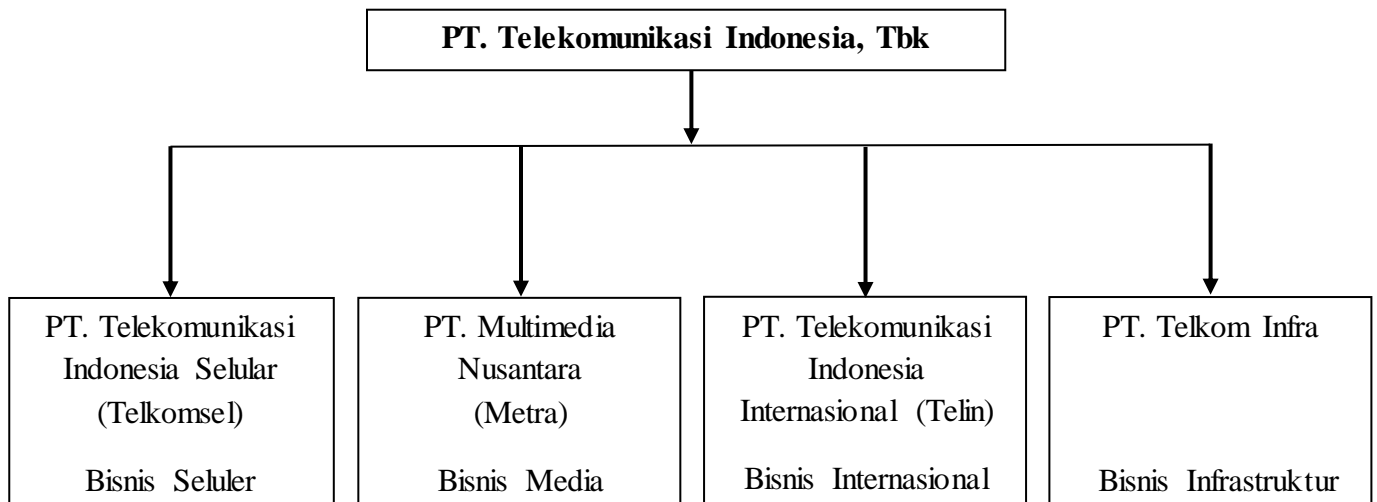 PT. Telekomunikasi Indonesia, Tbk
PT. Telekomunikasi
Indonesia Selular
(Telkomsel)
Bisnis Seluler
PT. Multimedia
Nusantara
(Metra)
Bisnis Media
PT. Telekomunikasi
Indonesia
Internasional (Telin)
Bisnis Internasional
PT. Telkom Infra
Bisnis Infrastruktur